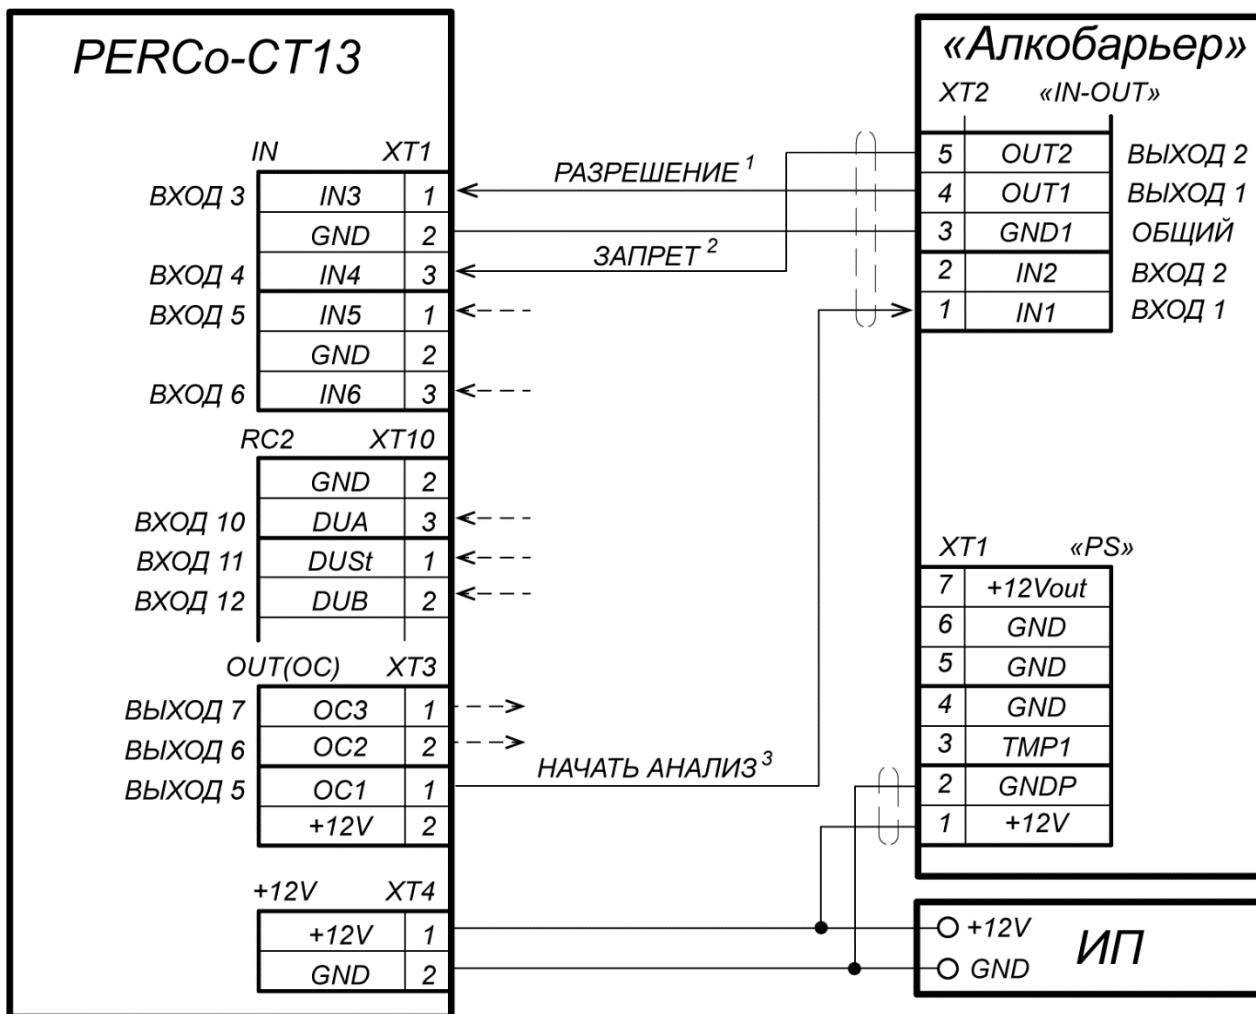 PERCo-CT13
IN XT1
ВХОД 3 IN3 1
GND 2
ВХОД 4 IN4 3
ВХОД 5 IN5 1
GND 2
ВХОД 6 IN6 3
RC2 XT10
GND 2
ВХОД 10 DUA 3
ВХОД 11 DUSt 1
ВХОД 12 DUB 2
OUT(OC) XT3
ВЫХОД 7 OC3 1
ВЫХОД 6 OC2 2
ВЫХОД 5 OC1 1
+12V 2
+12V XT4
+12V 1
GND 2
РАЗРЕШЕНИЕ 1
ЗАПРЕТ 2
НАЧАТЬ АНАЛИЗ 3
«Алкобарьер»
XT2 «IN-OUT»
5 OUT2 ВЫХОД 2
4 OUT1 ВЫХОД 1
3 GND1 ОБЩИЙ
2 IN2 ВХОД 2
1 IN1 ВХОД 1
XT1 «PS»
7 +12Vout
6 GND
5 GND
4 GND
3 TMP1
2 GNDP
1 +12V
+12V
GND
ИП